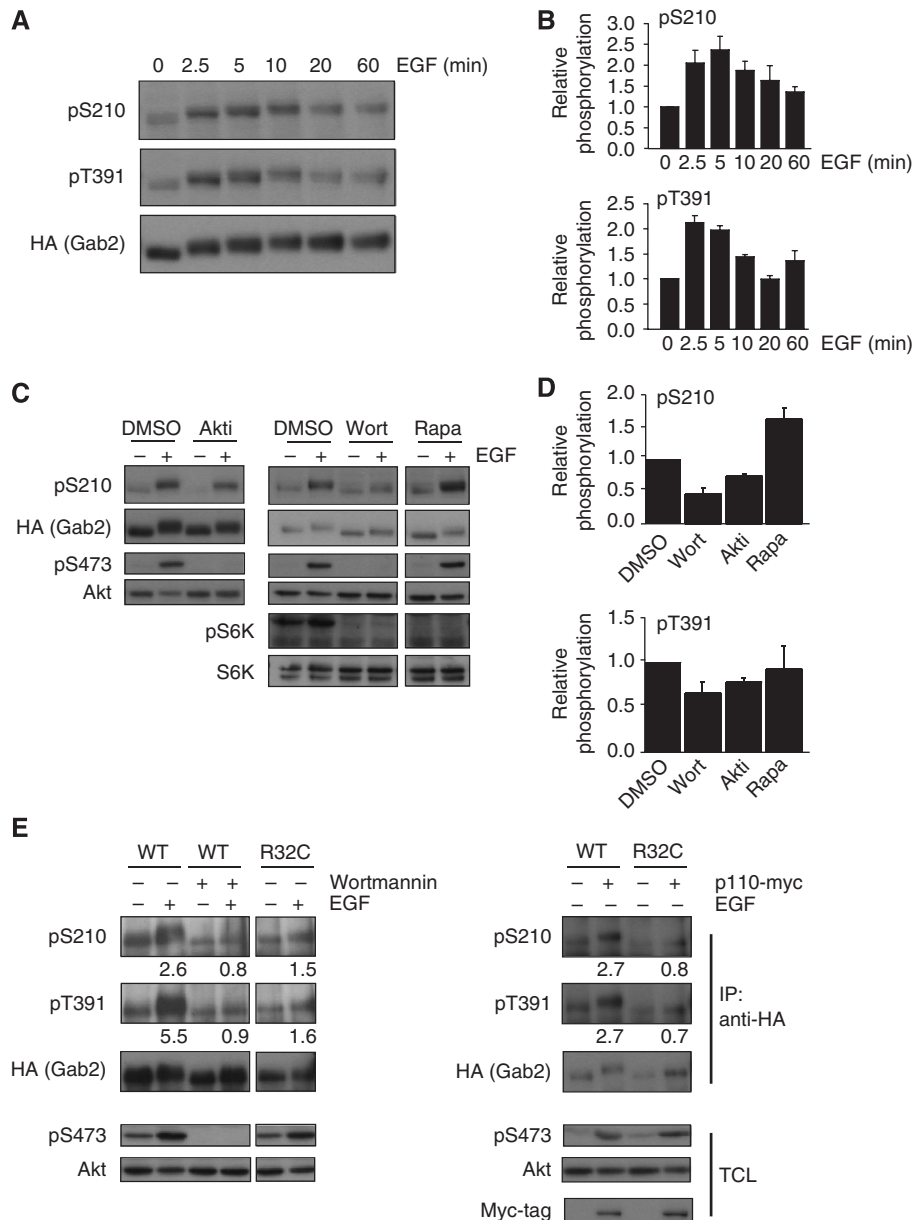 A
0 2.5 5 10 20 60 EGF (min)
pS210
pT391
HA (Gab2)
B
pS210
Relative phosphorylation
3.0
2.5
2.0
1.5
1.0
0.5
0.0
0 2.5 5 10 20 60 EGF (min)
pT391
Relative phosphorylation
2.5
2.0
1.5
1.0
0.5
0.0
0 2.5 5 10 20 60 EGF (min)
C
DMSO Akti DMSO Wort Rapa
– + – + – + – + – + EGF
pS210
HA (Gab2)
pS473
Akt
pS6K
S6K
D
pS210
Relative phosphorylation
2.0
1.5
1.0
0.5
0.0
DMSO Wort Akti Rapa
pT391
Relative phosphorylation
1.5
1.0
0.5
0.0
DMSO Wort Akti Rapa
E
WT WT R32C
– – + + – – Wortmannin
– + – + – + EGF
pS210
2.6 0.8 1.5
pT391
5.5 0.9 1.6
HA (Gab2)
pS473
Akt
WT R32C
– + – + p110-myc
– – – – EGF
pS210
2.7 0.8
pT391
2.7 0.7
HA (Gab2)
IP:
anti-HA
pS473
Akt
Myc-tag
TCL